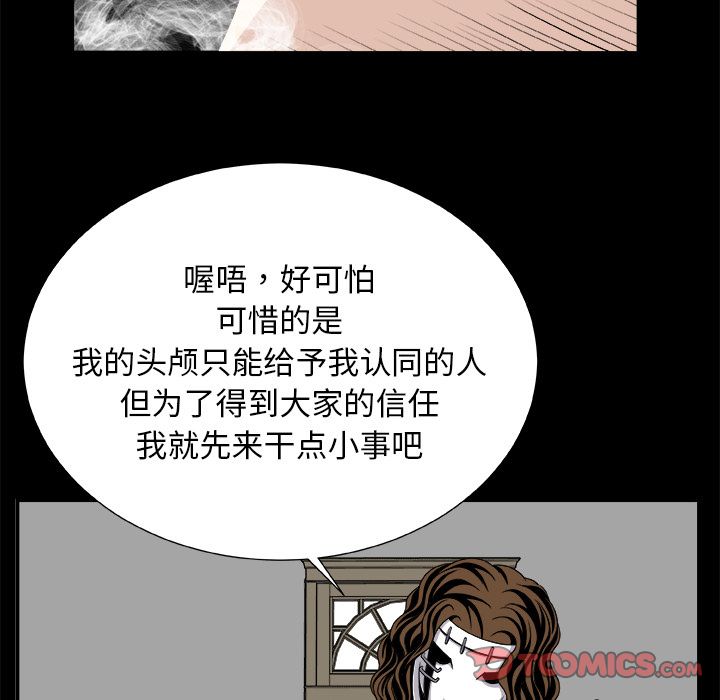 喔唔，好可怕
可惜的是
我的头颅只能给予我认同的人
但为了得到大家的信任
我就先来干点小事吧
TOOMICS.COM